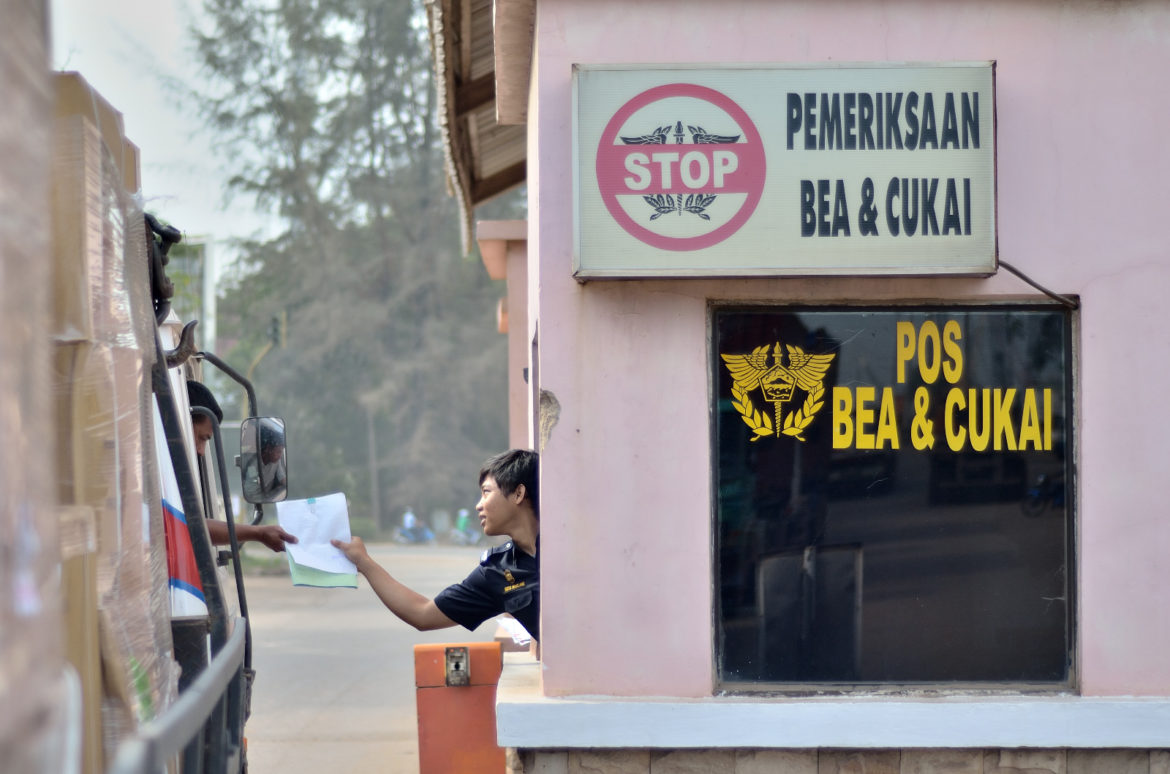 STOP
PEMERIKSAAN
BEA & CUKAI
POS
BEA & CUKAI